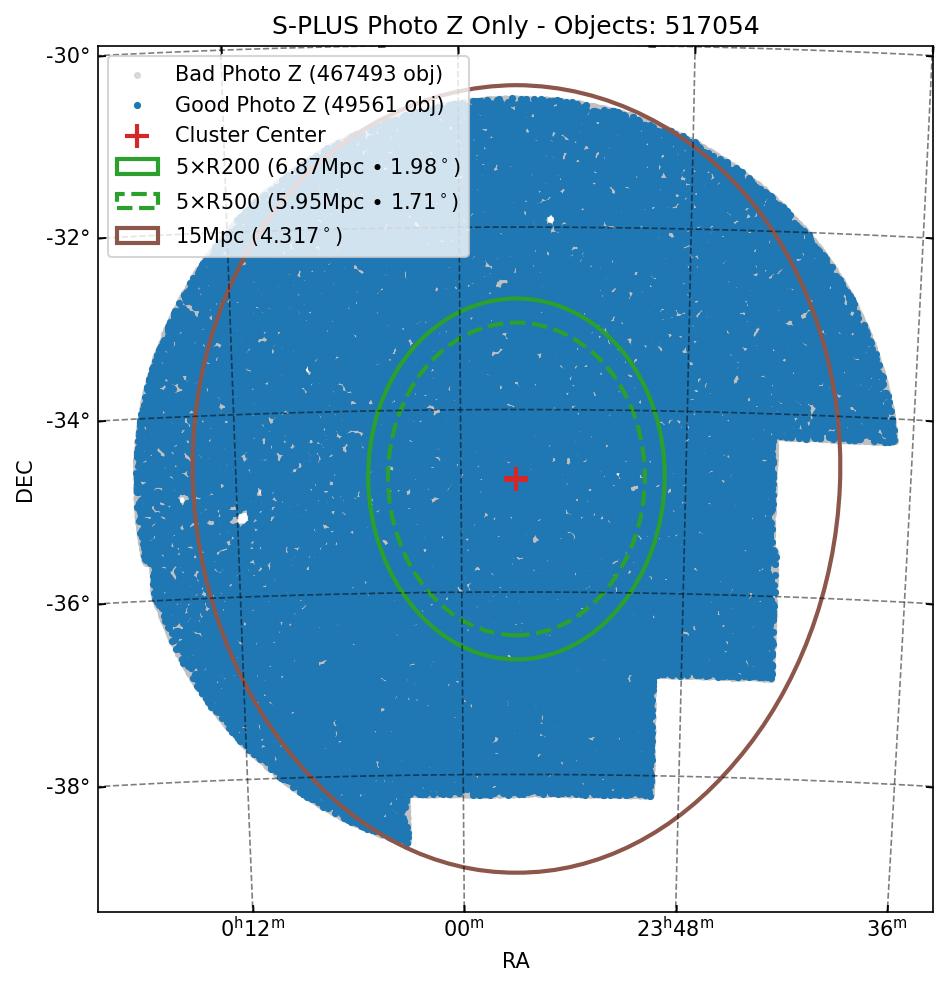 S-PLUS Photo Z Only - Objects: 517054
Bad Photo Z (467493 obj)
Good Photo Z (49561 obj)
Cluster Center
5×R200 (6.87Mpc • 1.98°)
5×R500 (5.95Mpc • 1.71°)
15Mpc (4.317°)
-30°
-32°
-34°
-36°
-38°
DEC
0ʰ12ᵐ 00ᵐ 23ʰ48ᵐ 36ᵐ
RA